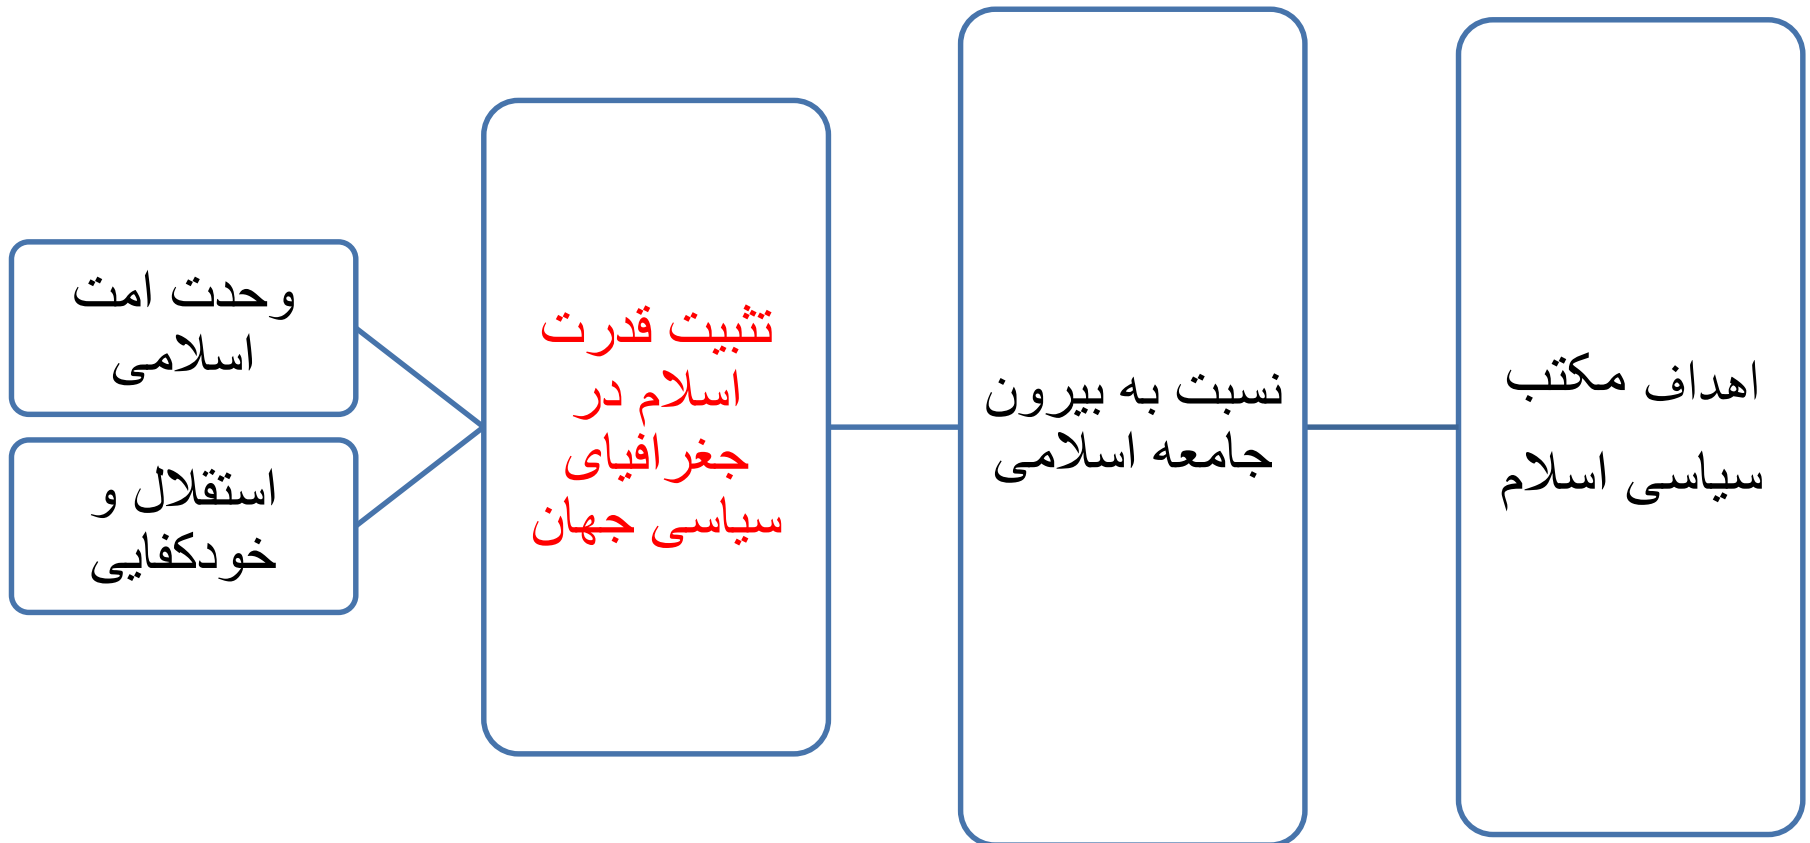 اهداف مکتب
سیاسی اسلام
نسبت به بیرون
جامعه اسلامی
تثبیت قدرت
اسلام در
جغرافیای
سیاسی جهان
وحدت امت
اسلامی
استقلال و
خودکفایی